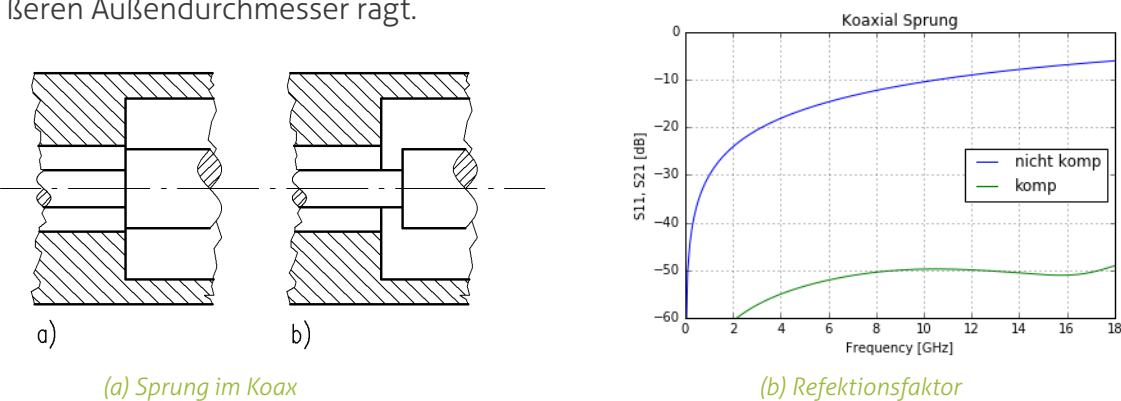 ßeren Außendurchmesser ragt.
a)
b)
Koaxial Sprung
0
−10
−20
−30
−40
−50
−60
S11, S21 [dB]
nicht komp
komp
0 2 4 6 8 10 12 14 16 18
Frequency [GHz]
(a) Sprung im Koax
(b) Refektionsfaktor